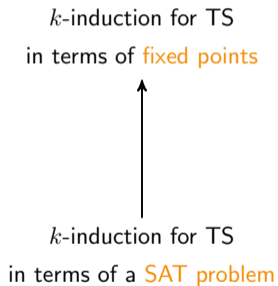 k-induction for TS
in terms of fixed points
k-induction for TS
in terms of a SAT problem